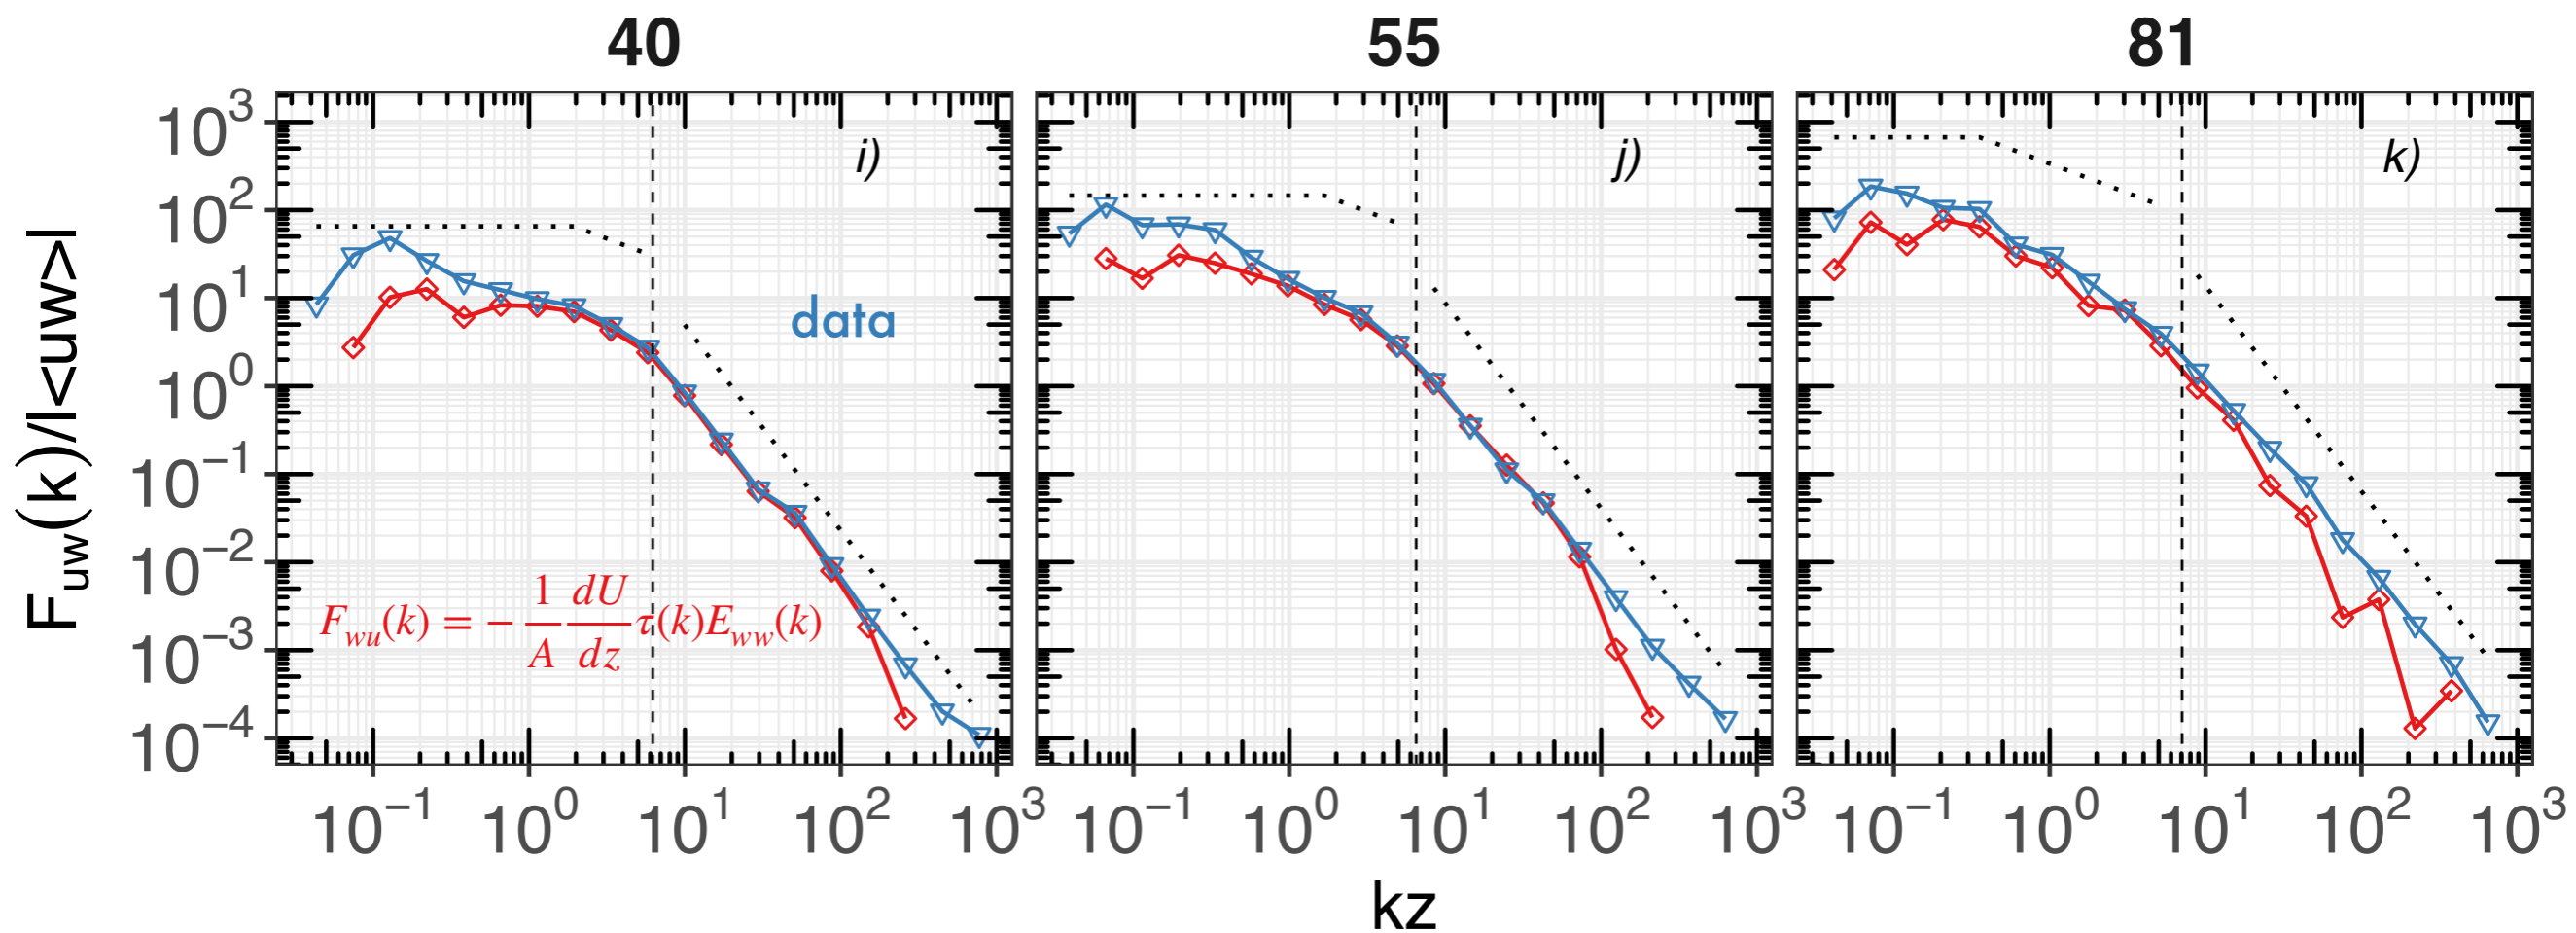 40 55 81
F_uw(k)/|<uw>|
10^3
10^2
10^1
10^0
10^−1
10^−2
10^−3
10^−4
i) j) k)
data
F_wu(k) = − 1/A dU/dz τ(k)E_ww(k)
10^−1 10^0 10^1 10^2 10^3 10^−1 10^0 10^1 10^2 10^3 10^−1 10^0 10^1 10^2 10^3
kz